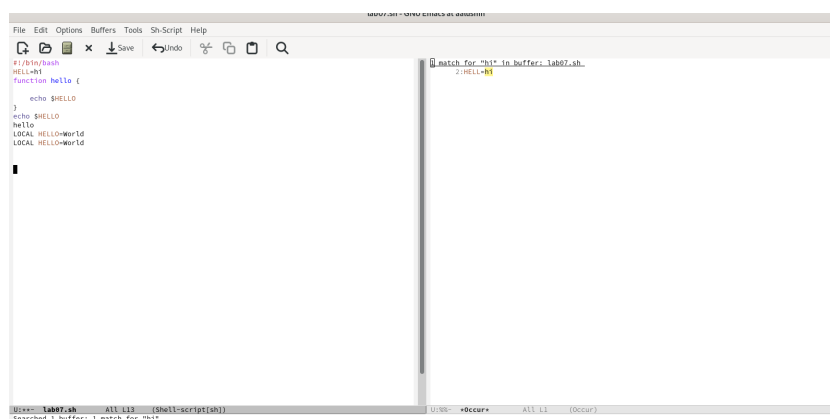 lab07.sh - GNU Emacs at aalushin
File Edit Options Buffers Tools Sh-Script Help
Save Undo
#!/bin/bash
HELL=hi
function hello {
echo $HELLO
}
echo $HELLO
hello
LOCAL HELLO=World
LOCAL HELLO=World
U:**- lab07.sh All L13 (Shell-script[sh])
1 match for "hi" in buffer: lab07.sh
2:HELL=hi
U:%%- *Occur* All L1 (Occur)
Searched 1 buffer; 1 match for "hi"